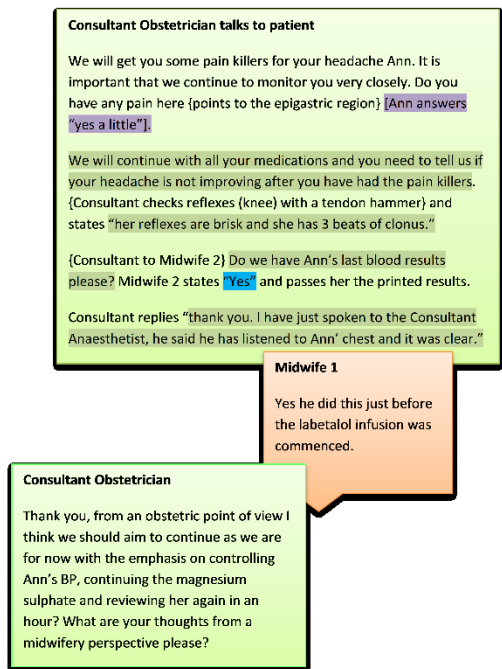 Consultant Obstetrician talks to patient
We will get you some pain killers for your headache Ann. It is
important that we continue to monitor you very closely. Do you
have any pain here {points to the epigastric region} [Ann answers
“yes a little”].
We will continue with all your medications and you need to tell us if
your headache is not improving after you have had the pain killers.
{Consultant checks reflexes (knee) with a tendon hammer} and
states “her reflexes are brisk and she has 3 beats of clonus.”
{Consultant to Midwife 2} Do we have Ann’s last blood results
please? Midwife 2 states “Yes” and passes her the printed results.
Consultant replies “thank you. I have just spoken to the Consultant
Anaesthetist, he said he has listened to Ann’ chest and it was clear.”
Midwife 1
Yes he did this just before
the labetalol infusion was
commenced.
Consultant Obstetrician
Thank you, from an obstetric point of view I
think we should aim to continue as we are
for now with the emphasis on controlling
Ann’s BP, continuing the magnesium
sulphate and reviewing her again in an
hour? What are your thoughts from a
midwifery perspective please?